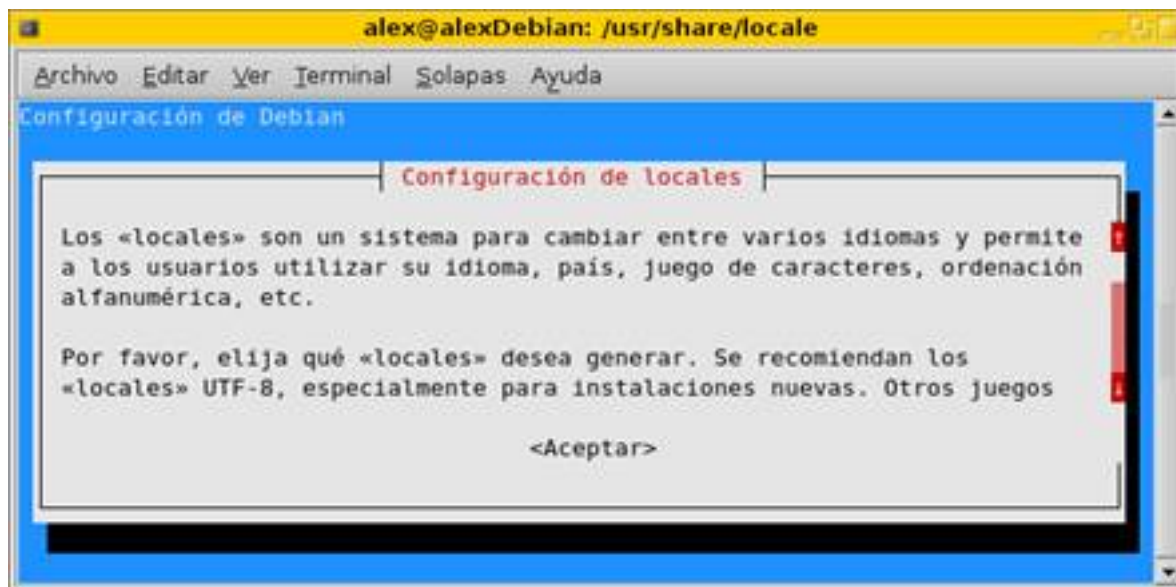 alex@alexDebian: /usr/share/locale
Archivo Editar Ver Terminal Solapas Ayuda
Configuración de Debian
Configuración de locales
Los «locales» son un sistema para cambiar entre varios idiomas y permite
a los usuarios utilizar su idioma, país, juego de caracteres, ordenación
alfanumérica, etc.
Por favor, elija qué «locales» desea generar. Se recomiendan los
«locales» UTF-8, especialmente para instalaciones nuevas. Otros juegos
<Aceptar>